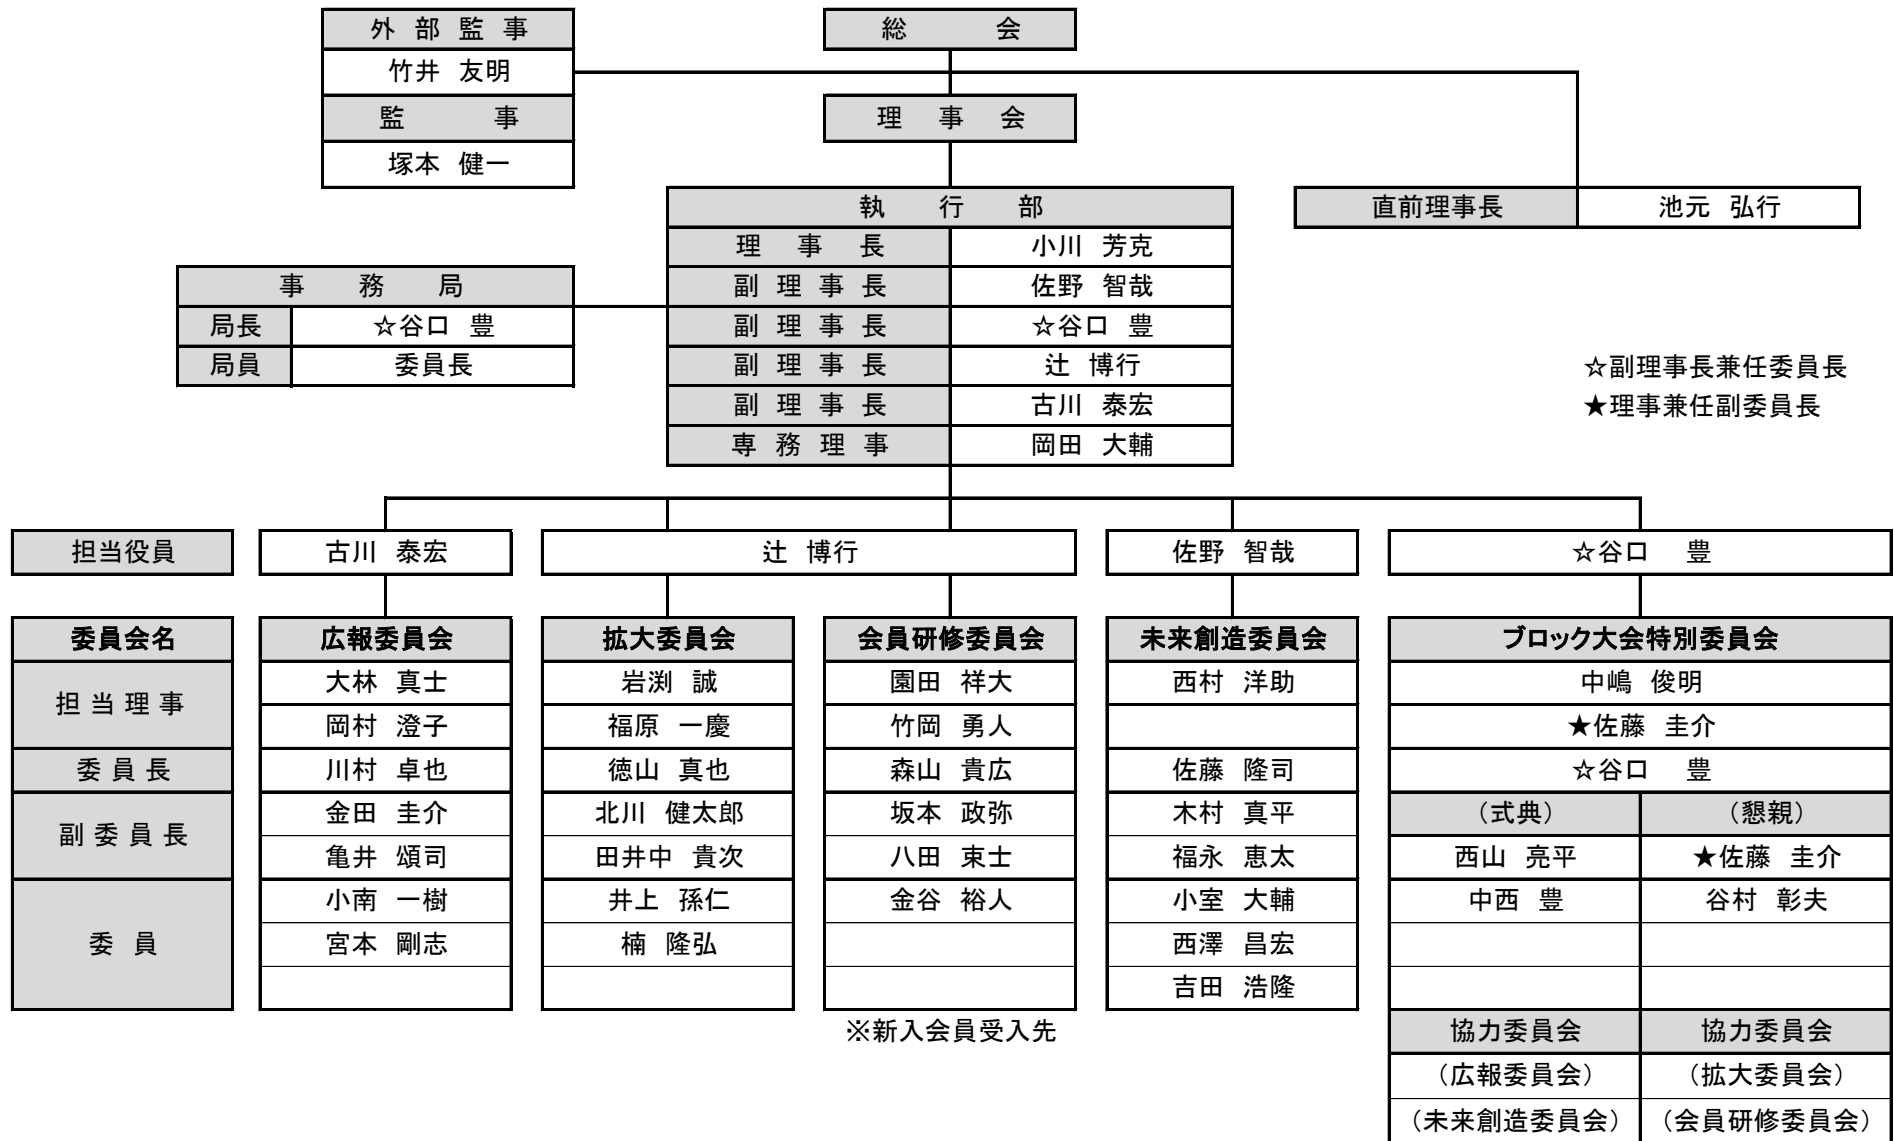 外部監事
竹井 友明
監事
塚本 健一
総会
理事会
執行部
理事長 小川 芳克
副理事長 佐野 智哉
副理事長 ☆谷口 豊
副理事長 辻 博行
副理事長 古川 泰宏
専務理事 岡田 大輔
直前理事長 池元 弘行
事務局
局長 ☆谷口 豊
局員 委員長
☆副理事長兼任委員長
★理事兼任副委員長
担当役員 古川 泰宏 辻 博行 佐野 智哉 ☆谷口 豊
委員会名 広報委員会 拡大委員会 会員研修委員会 未来創造委員会 ブロック大会特別委員会
担当理事 大林 真士 岩渕 誠 園田 祥大 西村 洋助 中嶋 俊明
岡村 澄子 福原 一慶 竹岡 勇人 ★佐藤 圭介
委員長 川村 卓也 徳山 真也 森山 貴広 佐藤 隆司 ☆谷口 豊
副委員長 金田 圭介 北川 健太郎 坂本 政弥 木村 真平 （式典） （懇親）
亀井 頌司 田井中 貴次 八田 束士 福永 恵太 西山 亮平 ★佐藤 圭介
委員 小南 一樹 井上 孫仁 金谷 裕人 小室 大輔 中西 豊 谷村 彰夫
宮本 剛志 楠 隆弘 西澤 昌宏
吉田 浩隆
※新入会員受入先
協力委員会 協力委員会
（広報委員会） （拡大委員会）
（未来創造委員会） （会員研修委員会）